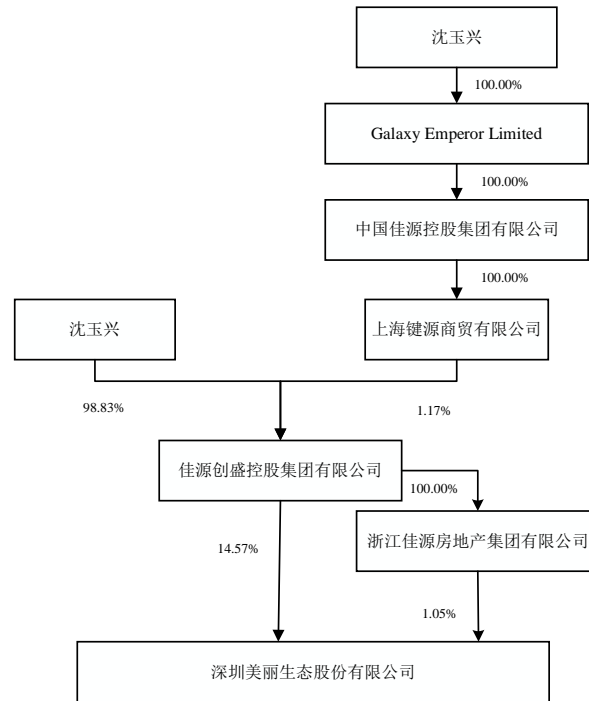 沈玉兴
100.00%
Galaxy Emperor Limited
100.00%
中国佳源控股集团有限公司
100.00%
沈玉兴
上海键源商贸有限公司
98.83%
1.17%
佳源创盛控股集团有限公司
100.00%
14.57%
浙江佳源房地产集团有限公司
1.05%
深圳美丽生态股份有限公司